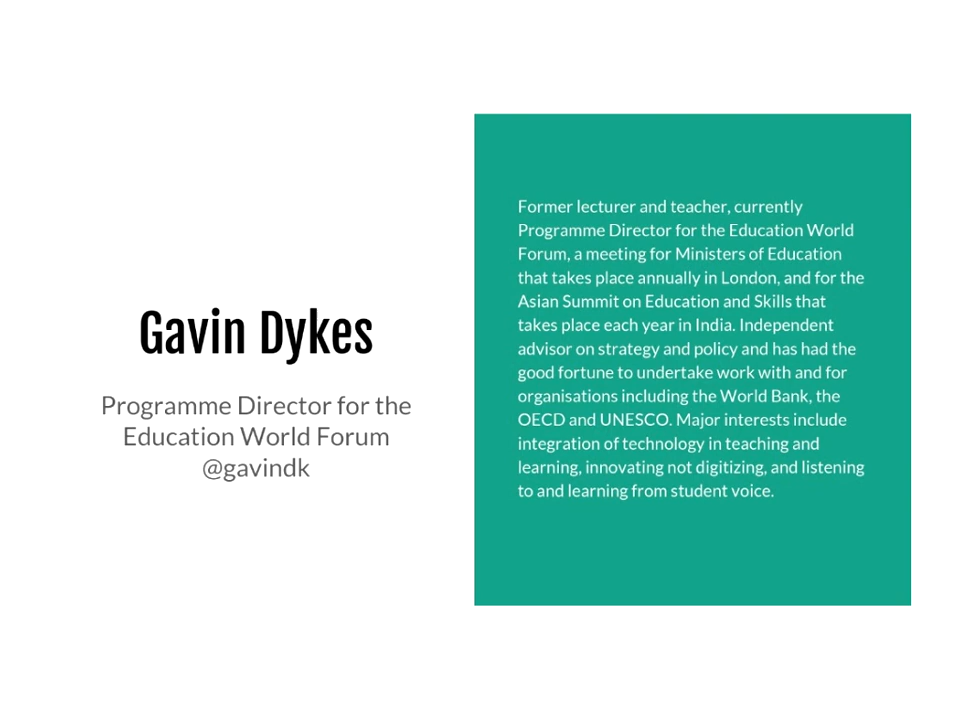 Gavin Dykes
Programme Director for the
Education World Forum
@gavindk
Former lecturer and teacher, currently
Programme Director for the Education World
Forum, a meeting for Ministers of Education
that takes place annually in London, and for the
Asian Summit on Education and Skills that
takes place each year in India. Independent
advisor on strategy and policy and has had the
good fortune to undertake work with and for
organisations including the World Bank, the
OECD and UNESCO. Major interests include
integration of technology in teaching and
learning, innovating not digitizing, and listening
to and learning from student voice.